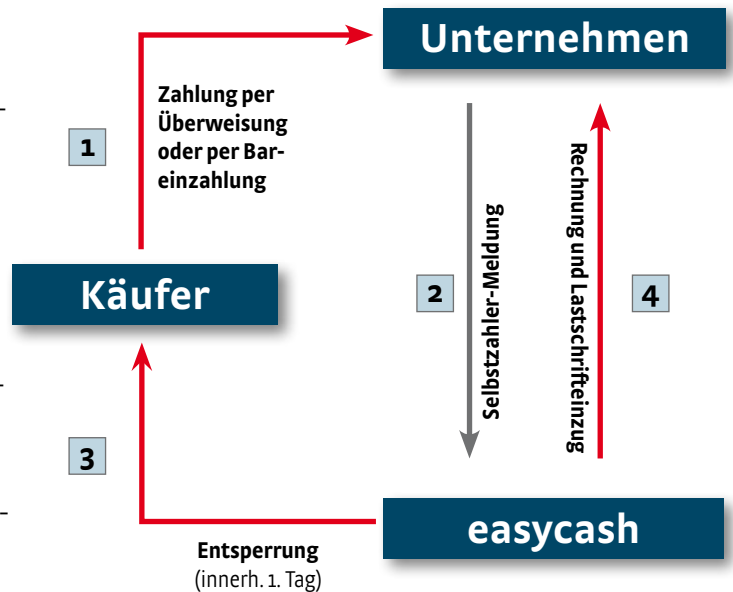 Unternehmen
Zahlung per
Überweisung
oder per Bar-
einzahlung
1
Käufer
2
Selbstzahler-Meldung
Rechnung und Lastschrifteinzug
4
3
easycash
Entsperrung
(innerh. 1. Tag)